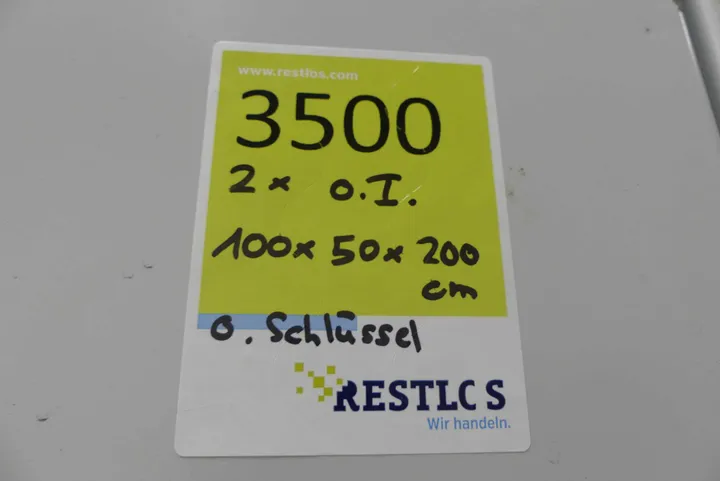 www.restlos.com
3500
2x o.I.
100x 50x 200
cm
o. Schlüssel
RESTLOS
Wir handeln.